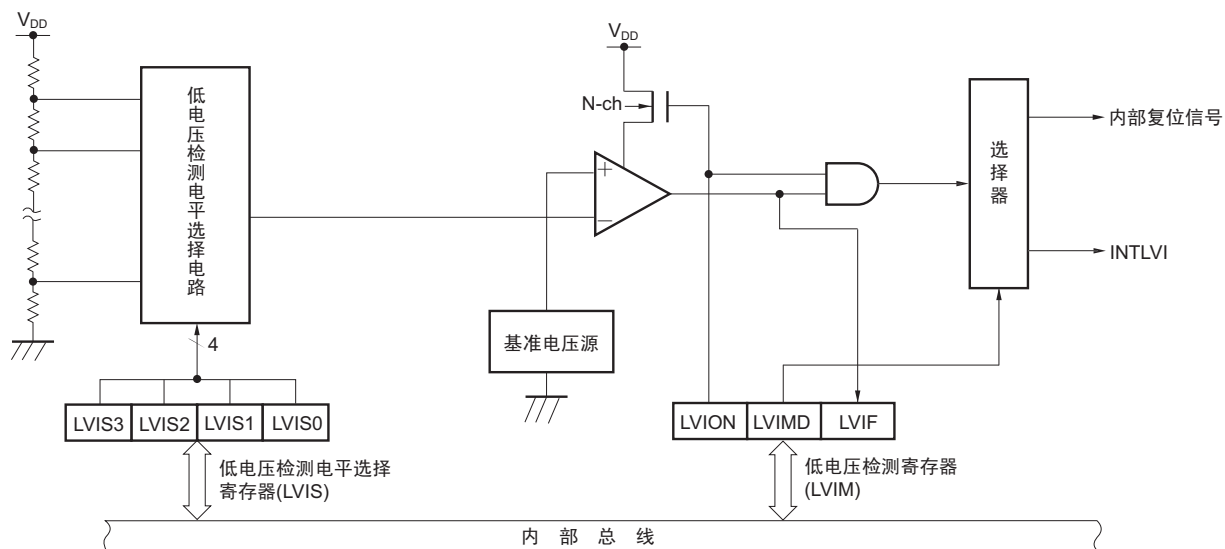 VDD
低电压检测电平选择电路
4
LVIS3 LVIS2 LVIS1 LVIS0
低电压检测电平选择
寄存器(LVIS)
VDD
N-ch
+
−
基准电压源
选择器
内部复位信号
INTLVI
LVION LVIMD LVIF
低电压检测寄存器
(LVIM)
内 部 总 线